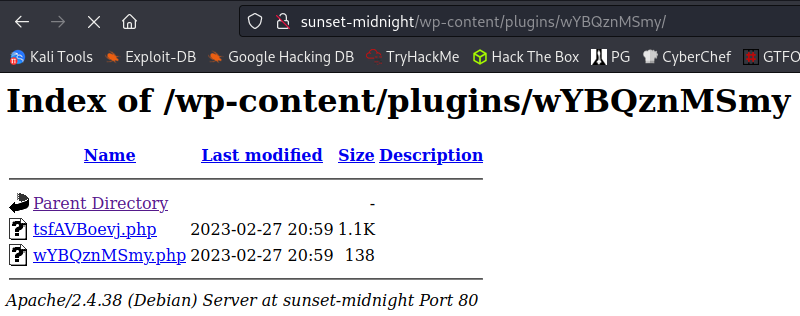 sunset-midnight/wp-content/plugins/wYBQznMSmy/
Kali Tools Exploit-DB Google Hacking DB TryHackMe Hack The Box PG CyberChef GTFO
Index of /wp-content/plugins/wYBQznMSmy
Name Last modified Size Description
Parent Directory -
tsfAVBoevj.php 2023-02-27 20:59 1.1K
wYBQznMSmy.php 2023-02-27 20:59 138
Apache/2.4.38 (Debian) Server at sunset-midnight Port 80